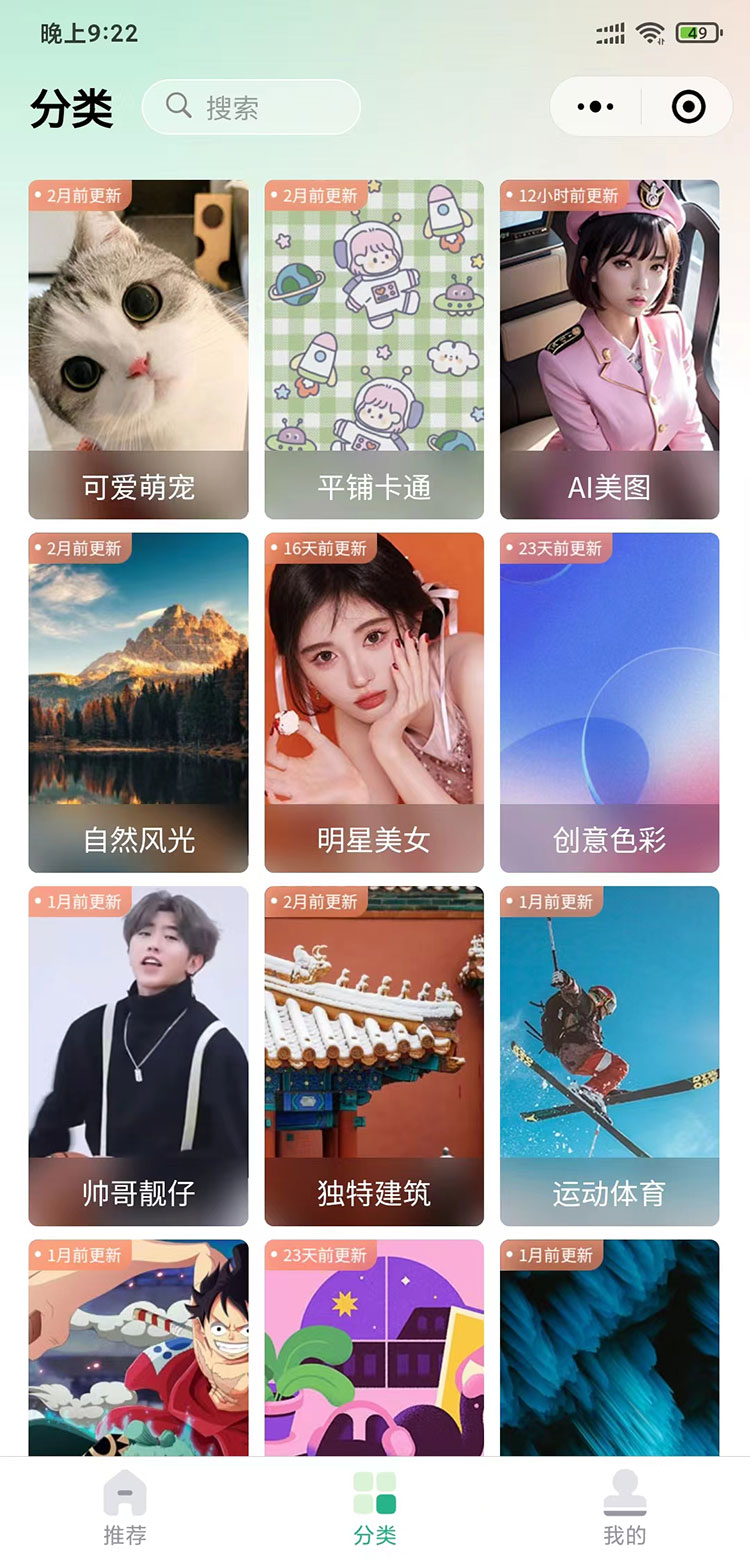 晚上9:22
49
分类
搜索
2月前更新
2月前更新
12小时前更新
可爱萌宠
平铺卡通
AI美图
2月前更新
16天前更新
23天前更新
自然风光
明星美女
创意色彩
1月前更新
2月前更新
1月前更新
帅哥靓仔
独特建筑
运动体育
1月前更新
23天前更新
1月前更新
推荐
分类
我的